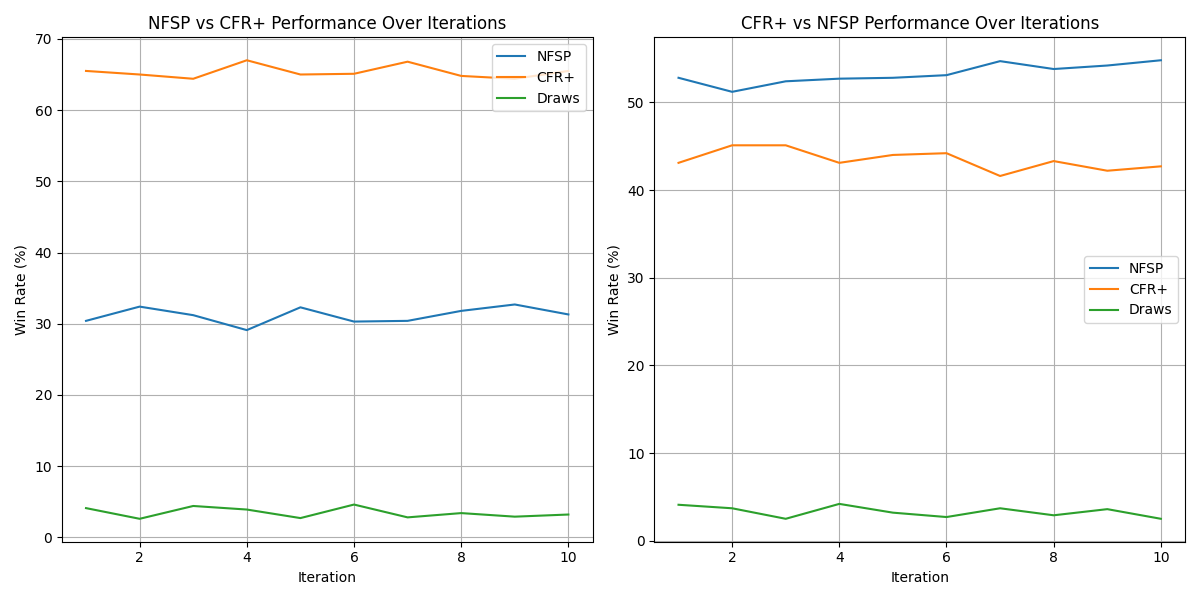 NFSP vs CFR+ Performance Over Iterations
Win Rate (%)
70
60
50
40
30
20
10
0
2 4 6 8 10
Iteration
NFSP
CFR+
Draws
CFR+ vs NFSP Performance Over Iterations
Win Rate (%)
50
40
30
20
10
0
2 4 6 8 10
Iteration
NFSP
CFR+
Draws